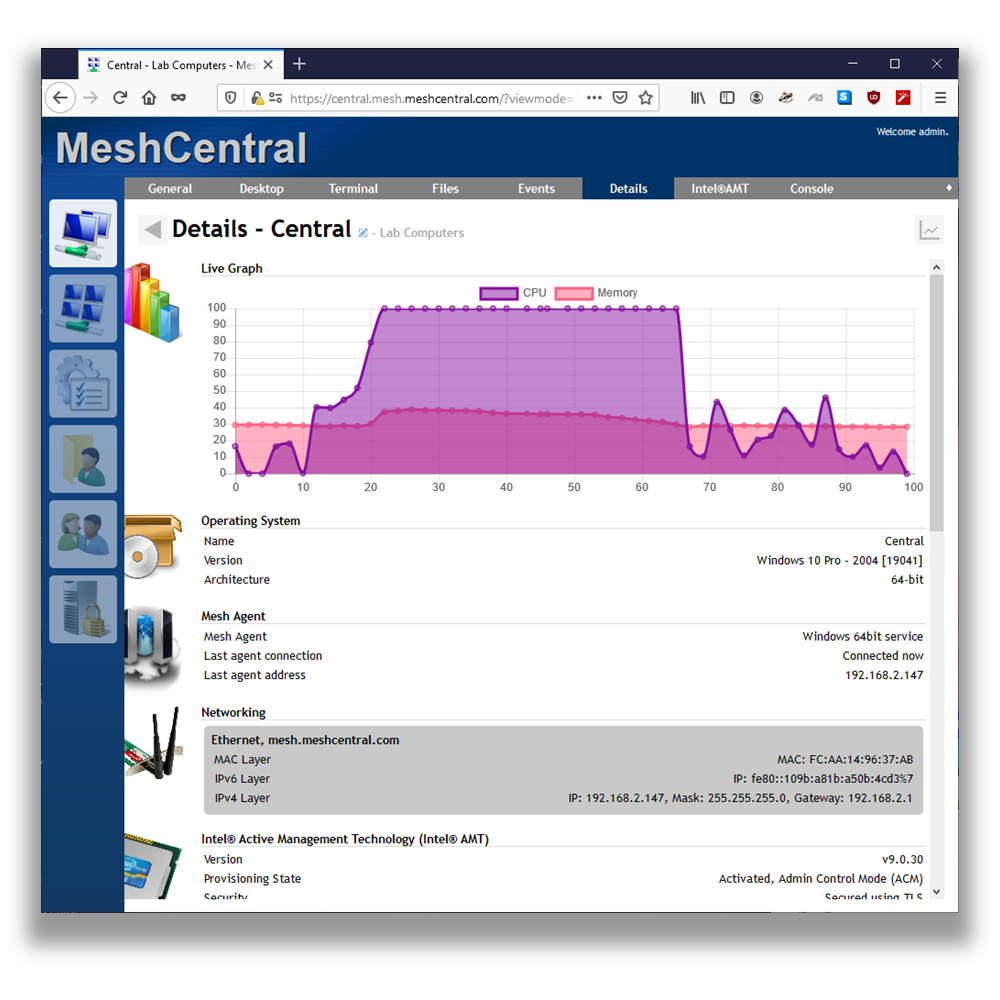 Central - Lab Computers - Mes
https://central.mesh.meshcentral.com/?viewmode=
MeshCentral
Welcome admin.
General Desktop Terminal Files Events Details Intel®AMT Console
Details - Central - Lab Computers
Live Graph
CPU Memory
100
90
80
70
60
50
40
30
20
10
0
0 10 20 30 40 50 60 70 80 90 100
Operating System
Name Central
Version Windows 10 Pro - 2004 [19041]
Architecture 64-bit
Mesh Agent
Mesh Agent Windows 64bit service
Last agent connection Connected now
Last agent address 192.168.2.147
Networking
Ethernet, mesh.meshcentral.com
MAC Layer MAC: FC:AA:14:96:37:AB
IPv6 Layer IP: fe80::109b:a81b:a50b:4cd3%7
IPv4 Layer IP: 192.168.2.147, Mask: 255.255.255.0, Gateway: 192.168.2.1
Intel® Active Management Technology (Intel® AMT)
Version v9.0.30
Provisioning State Activated, Admin Control Mode (ACM)
Security Secured using TLS